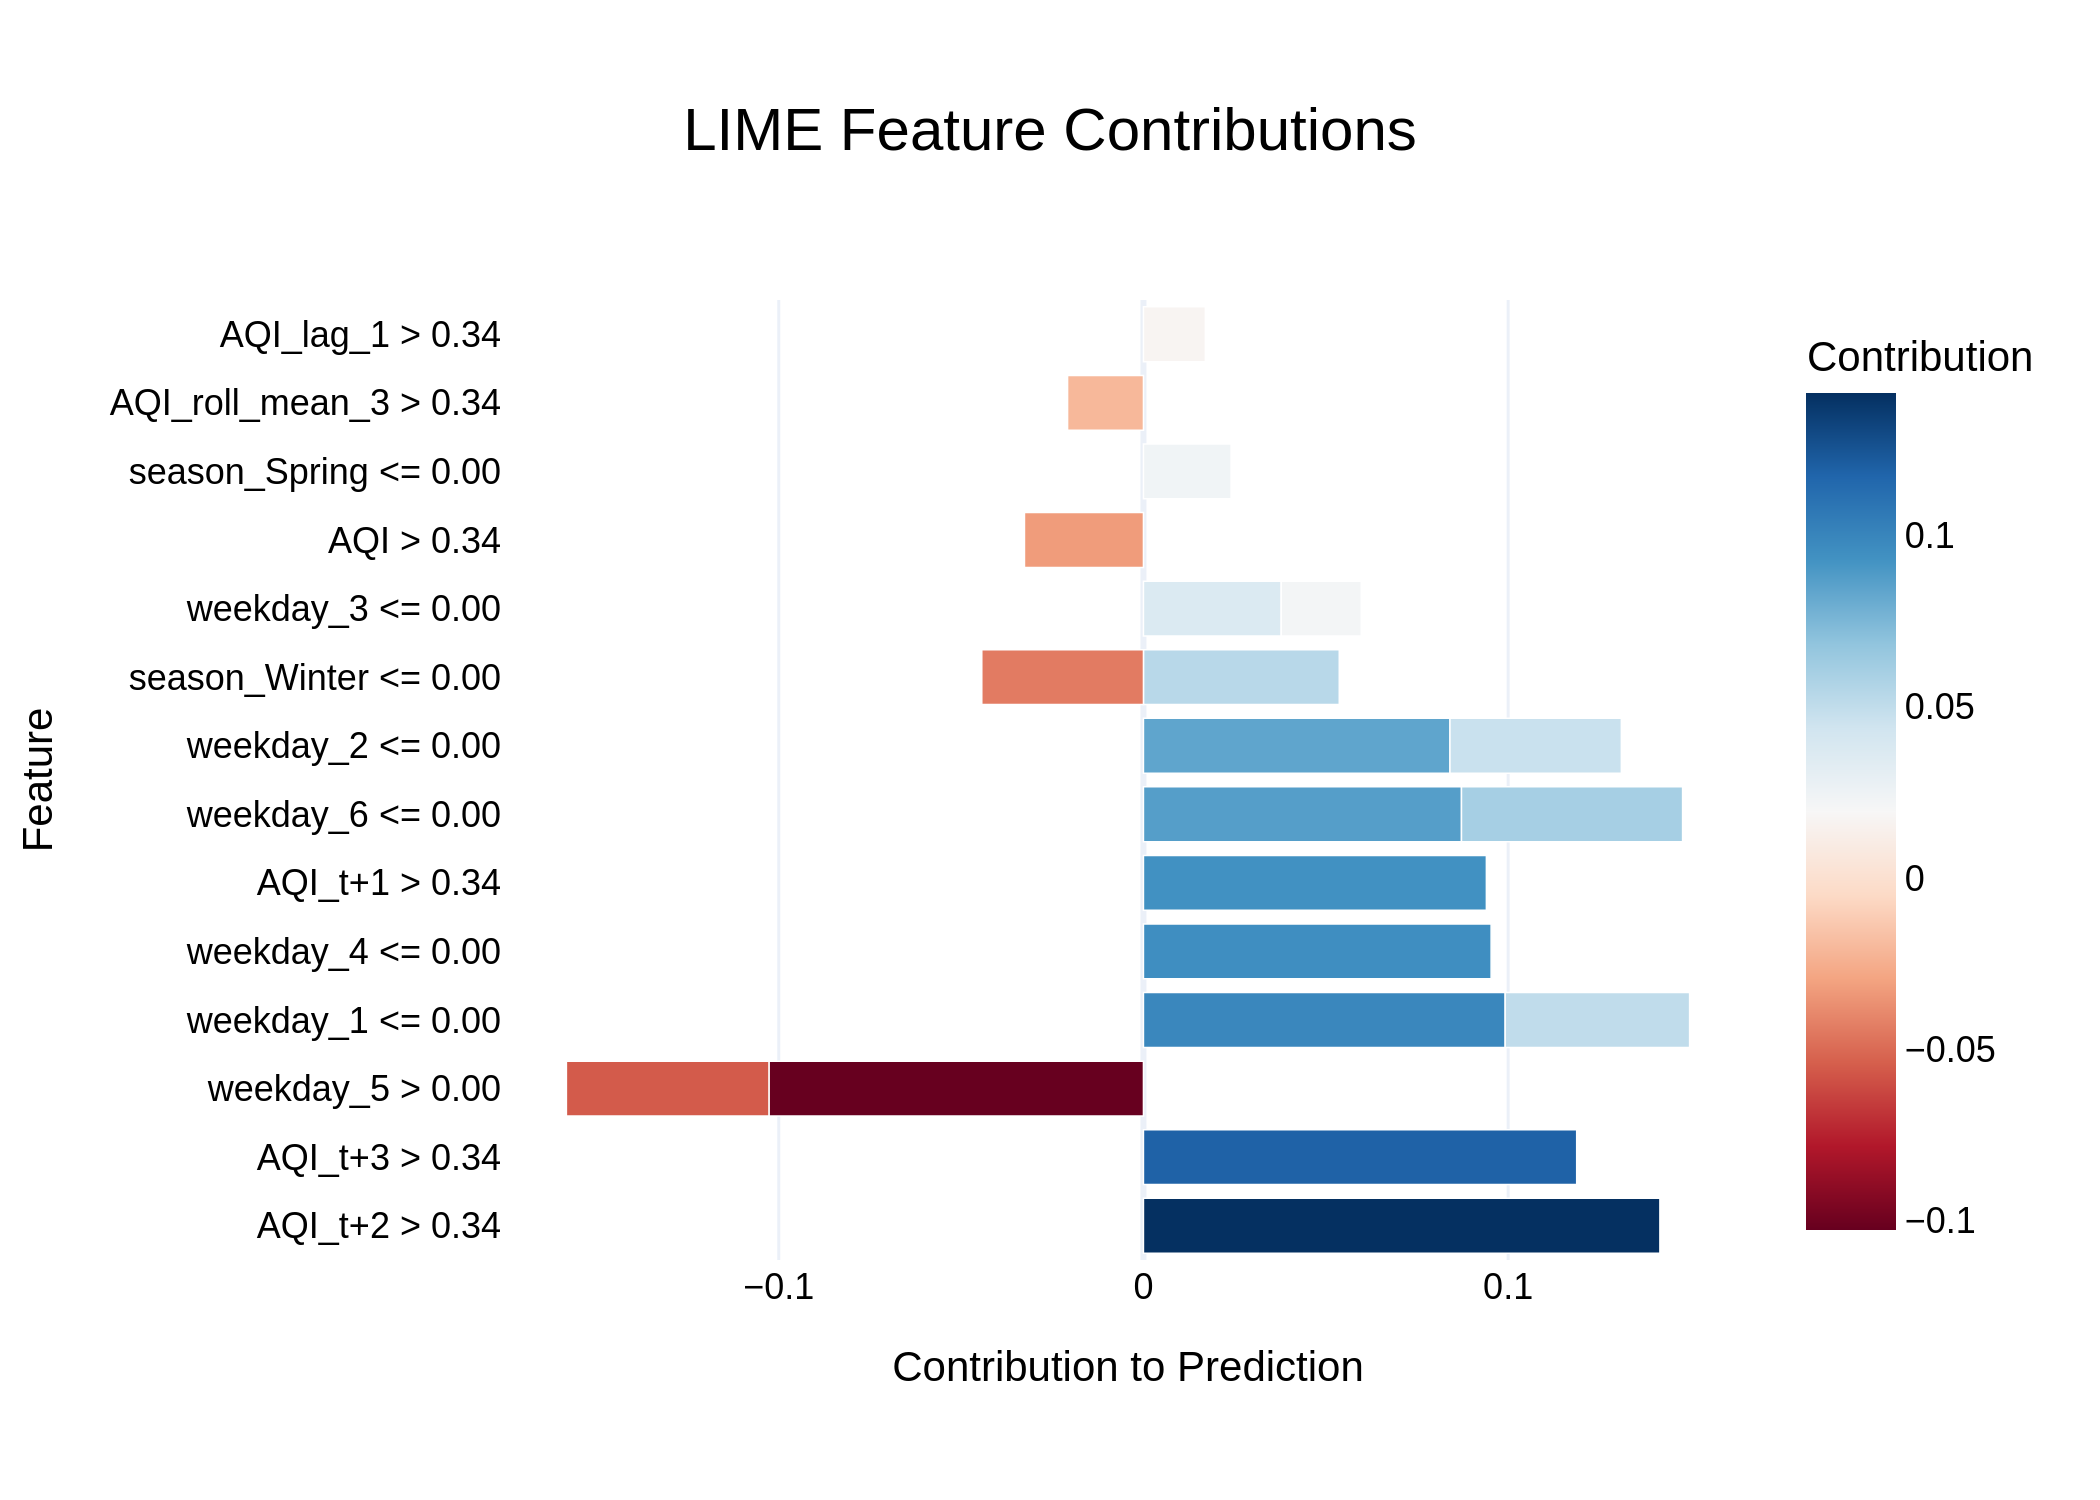 LIME Feature Contributions
AQI_lag_1 > 0.34
AQI_roll_mean_3 > 0.34
season_Spring <= 0.00
AQI > 0.34
weekday_3 <= 0.00
season_Winter <= 0.00
weekday_2 <= 0.00
weekday_6 <= 0.00
AQI_t+1 > 0.34
weekday_4 <= 0.00
weekday_1 <= 0.00
weekday_5 > 0.00
AQI_t+3 > 0.34
AQI_t+2 > 0.34
Feature
−0.1
0
0.1
Contribution to Prediction
Contribution
0.1
0.05
0
−0.05
−0.1